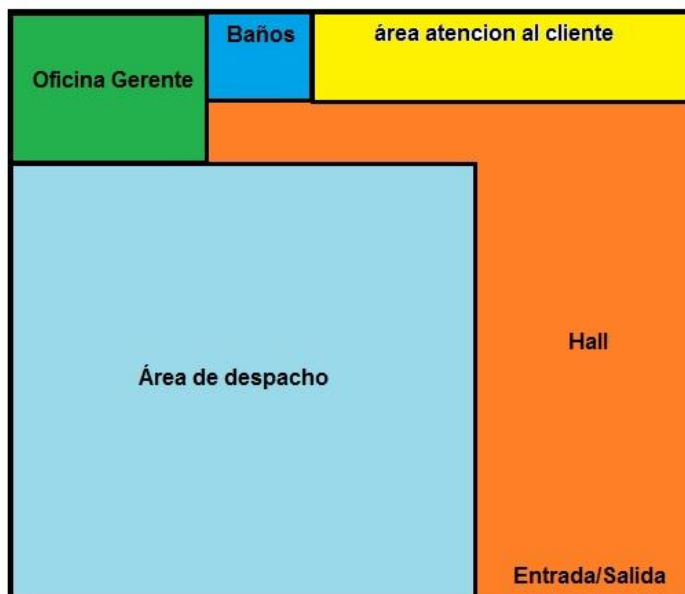 Baños
área atencion al cliente
Oficina Gerente
Hall
Área de despacho
Entrada/Salida